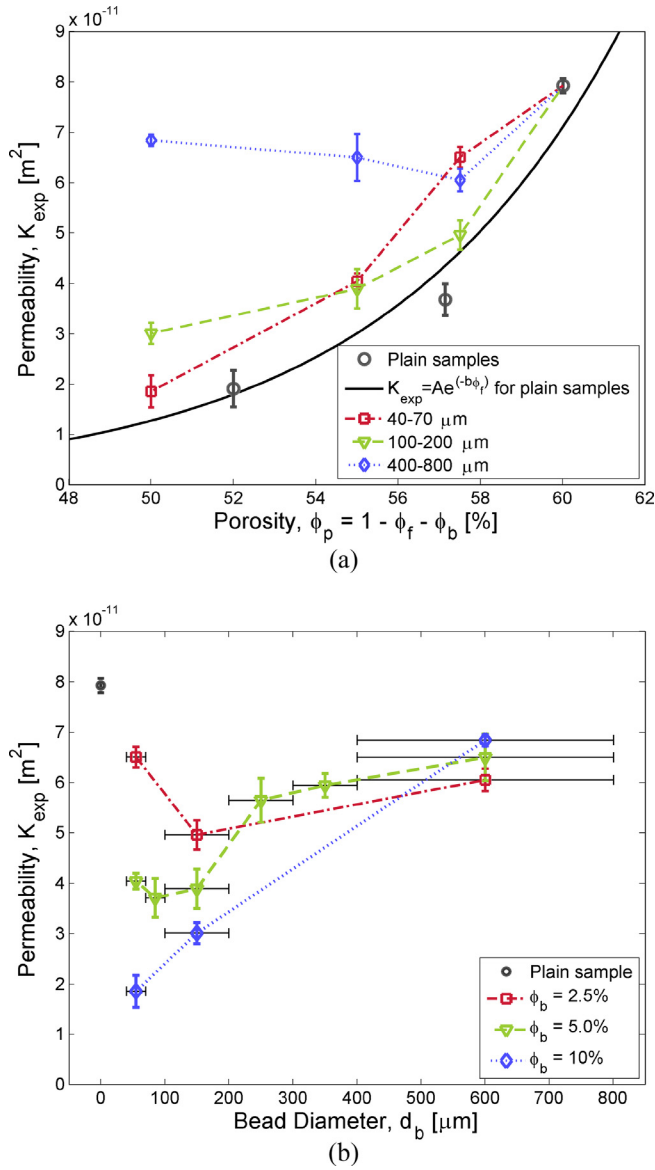 x 10⁻¹¹
9
8
7
6
5
4
3
2
1
0
Permeability, K_exp [m²]
Plain samples
K_exp=Ae^(-bϕ_f) for plain samples
40-70 μm
100-200 μm
400-800 μm
48 50 52 54 56 58 60 62
Porosity, ϕ_p = 1 - ϕ_f - ϕ_b [%]
(a)
x 10⁻¹¹
9
8
7
6
5
4
3
2
1
0
Permeability, K_exp [m²]
Plain sample
ϕ_b = 2.5%
ϕ_b = 5.0%
ϕ_b = 10%
0 100 200 300 400 500 600 700 800
Bead Diameter, d_b [μm]
(b)